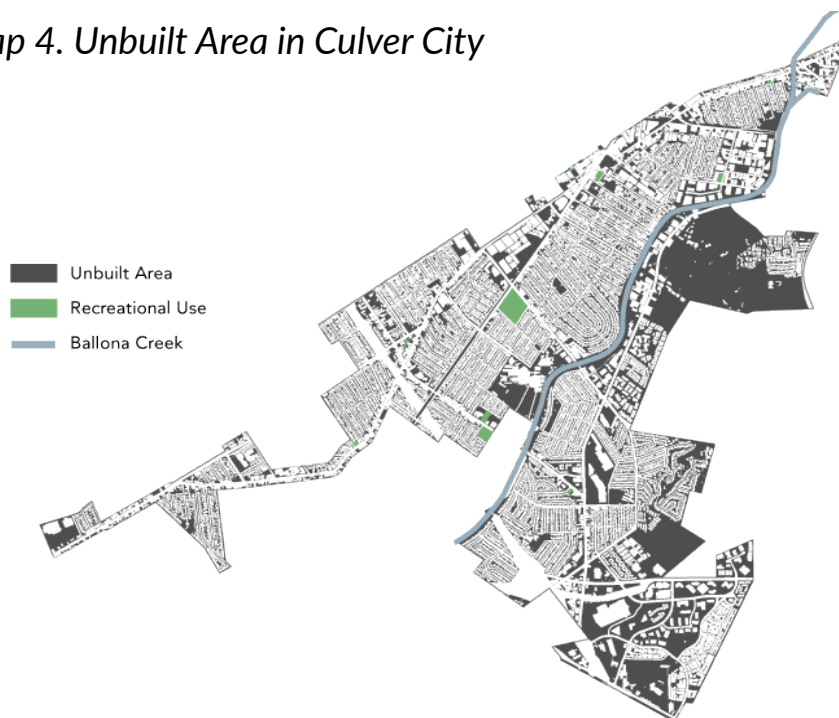 ap 4. Unbuilt Area in Culver City
Unbuilt Area
Recreational Use
Ballona Creek